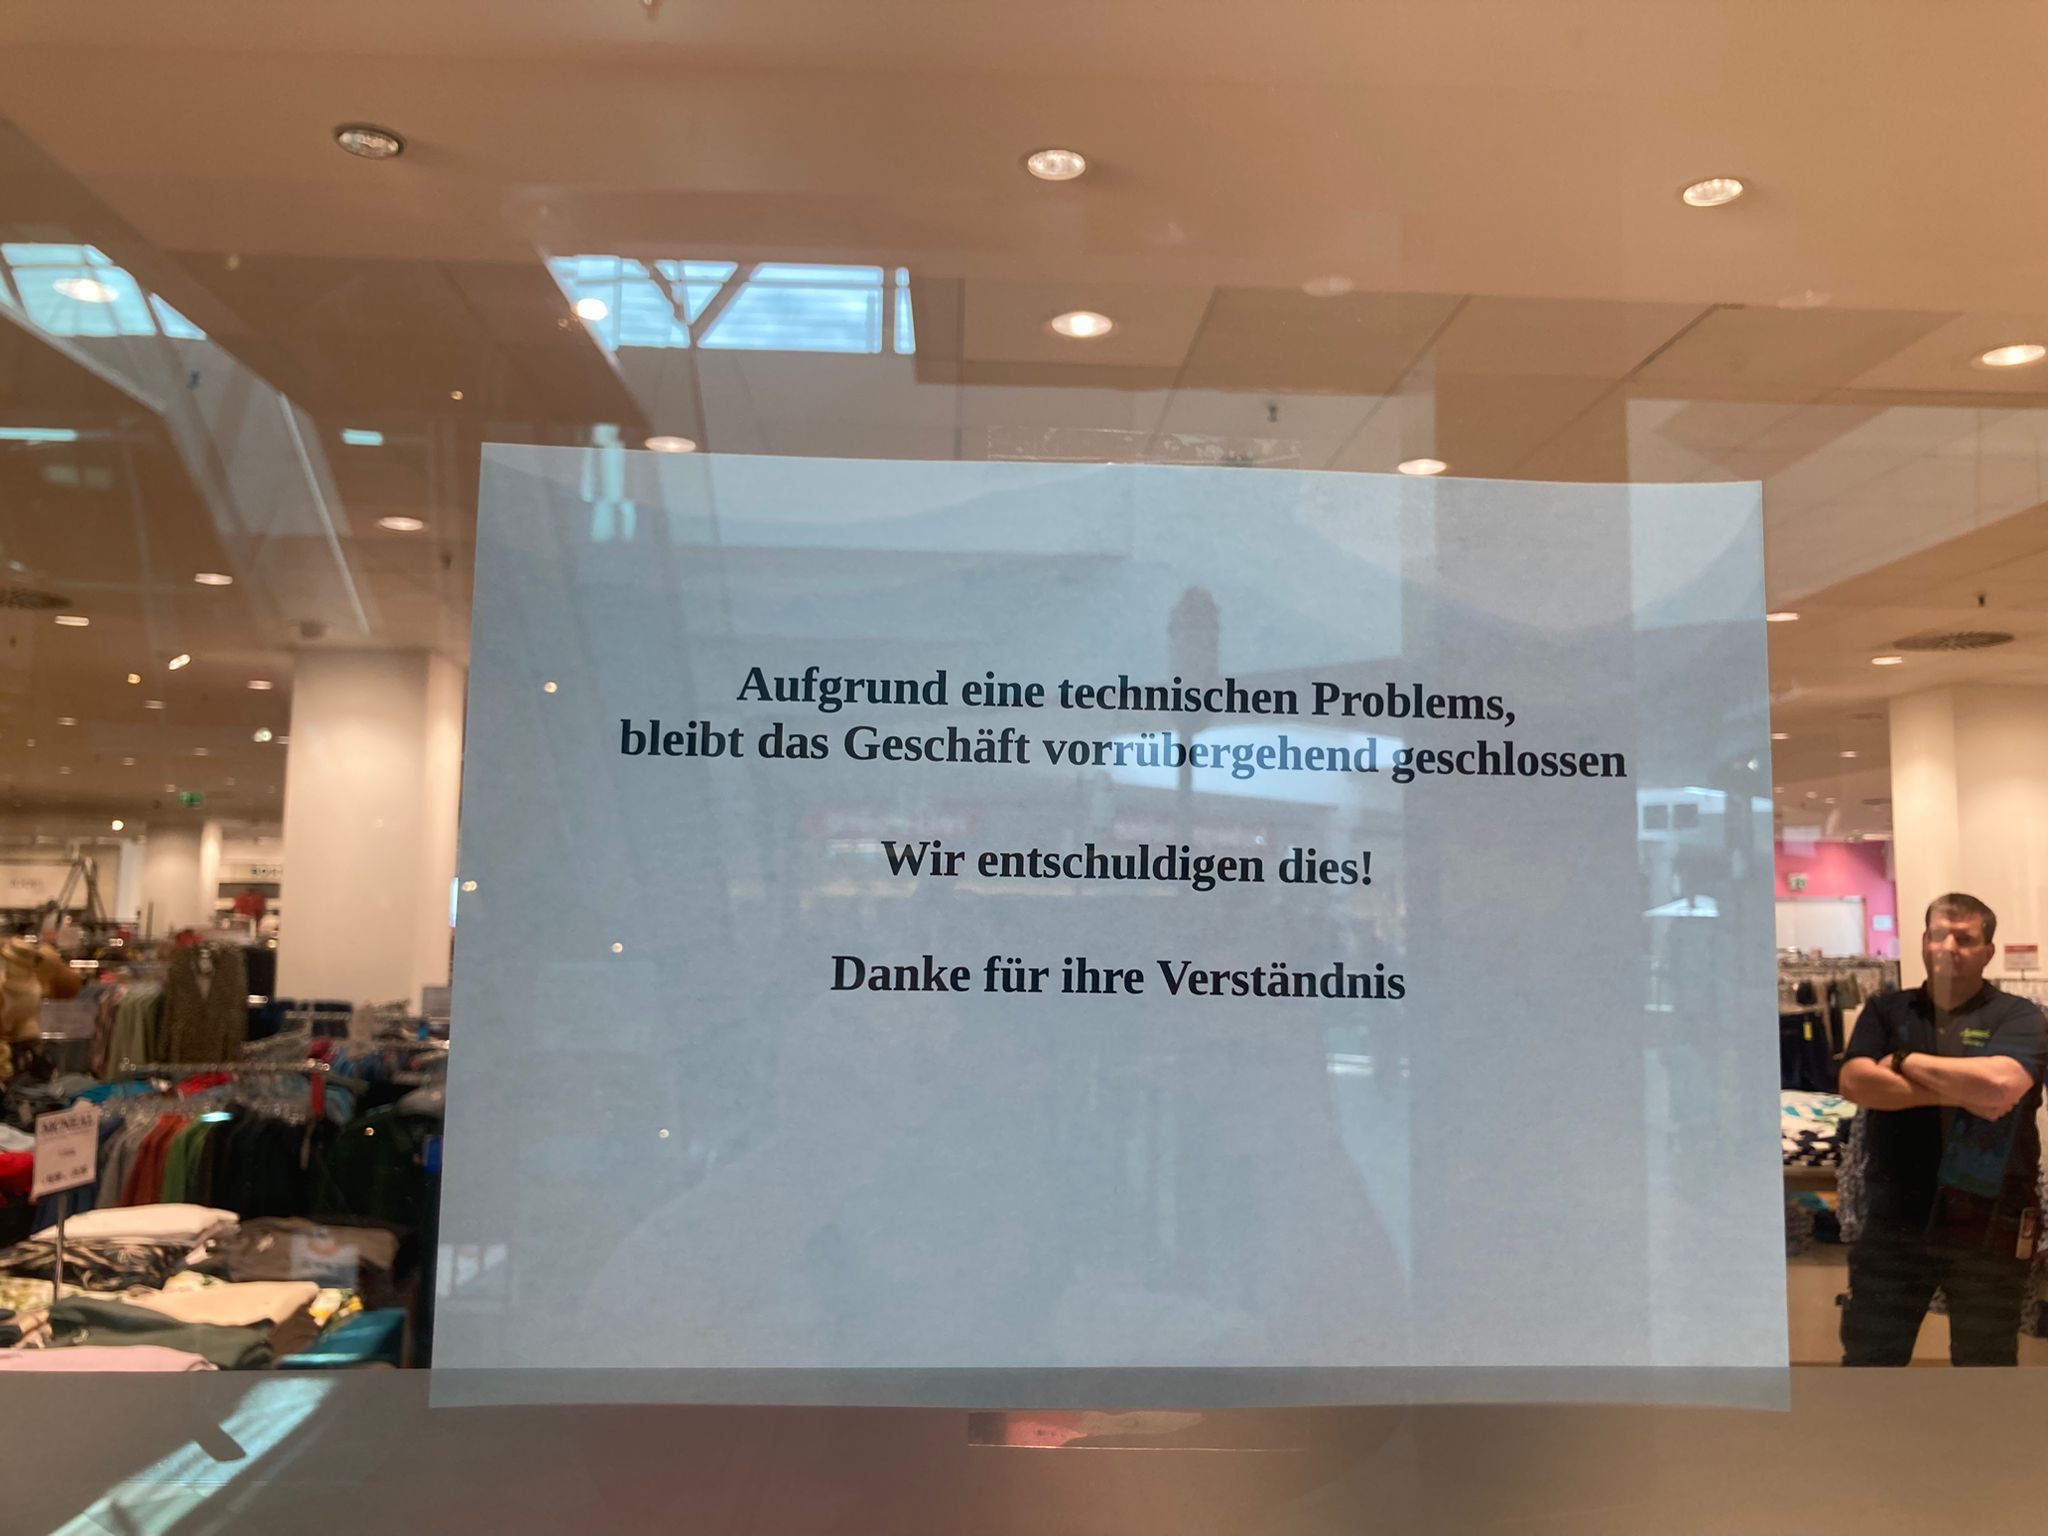 Aufgrund eine technischen Problems,
bleibt das Geschäft vorrübergehend geschlossen
Wir entschuldigen dies!
Danke für ihre Verständnis